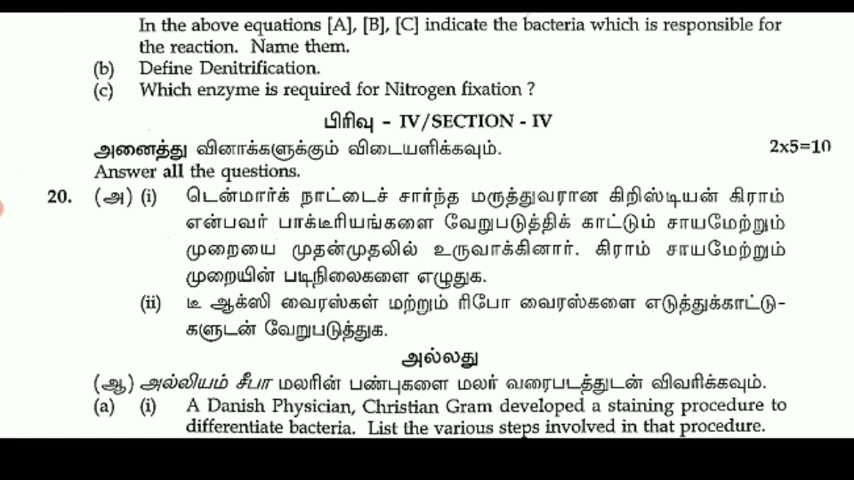 In the above equations [A], [B], [C] indicate the bacteria which is responsible for
the reaction. Name them.
(b) Define Denitrification.
(c) Which enzyme is required for Nitrogen fixation ?
பிரிவு - IV/SECTION - IV
அனைத்து வினாக்களுக்கும் விடையளிக்கவும். 2x5=10
Answer all the questions.
20. (அ) (i) டென்மார்க் நாட்டைச் சார்ந்த மருத்துவரான கிறிஸ்டியன் கிராம்
என்பவர் பாக்டீரியங்களை வேறுபடுத்திக் காட்டும் சாயமேற்றும்
முறையை முதன்முதலில் உருவாக்கினார். கிராம் சாயமேற்றும்
முறையின் படிநிலைகளை எழுதுக.
(ii) டீ ஆக்ஸி வைரஸ்கள் மற்றும் ரிபோ வைரஸ்களை எடுத்துக்காட்டு-
களுடன் வேறுபடுத்துக.
அல்லது
(ஆ) அல்லியம் சீபா மலரின் பண்புகளை மலர் வரைபடத்துடன் விவரிக்கவும்.
(a) (i) A Danish Physician, Christian Gram developed a staining procedure to
differentiate bacteria. List the various steps involved in that procedure.